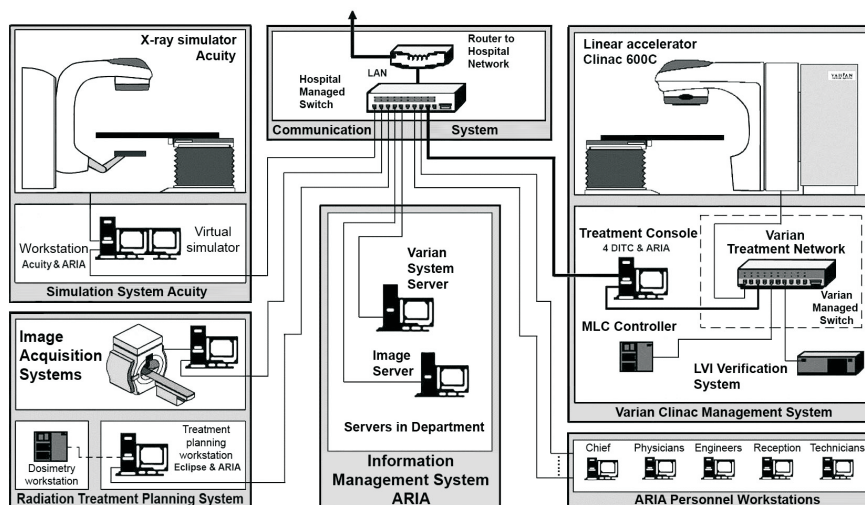 X-ray simulator
Acuity
Workstation
Acuity & ARIA
Virtual
simulator
Simulation System Acuity
Image
Acquisition
Systems
Dosimetry
workstation
Treatment
planning
workstation
Eclipse & ARIA
Radiation Treatment Planning System
Router to
Hospital
Network
LAN
Hospital
Managed
Switch
Communication System
Varian
System
Server
Image
Server
Servers in Department
Information
Management System
ARIA
Linear accelerator
Clinac 600C
VARIAN
Treatment Console
4 DITC & ARIA
Varian
Treatment Network
Varian
Managed
Switch
MLC Controller
LVI Verification
System
Varian Clinac Management System
Chief Physicians Engineers Reception Technicians
ARIA Personnel Workstations